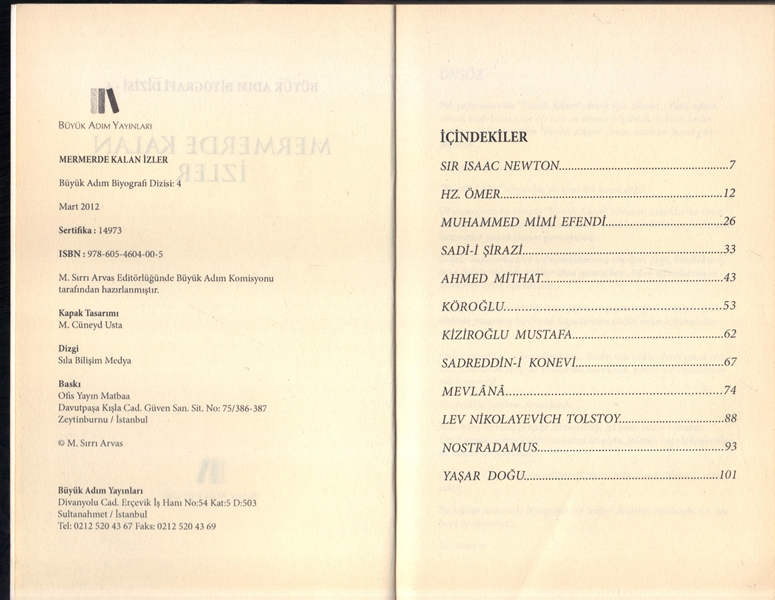 BÜYÜK ADIM YAYINLARI
MERMERDE KALAN İZLER
Büyük Adım Biyografi Dizisi: 4
Mart 2012
Sertifika : 14973
ISBN : 978-605-4604-00-5
M. Sırrı Arvas Editörlüğünde Büyük Adım Komisyonu
tarafından hazırlanmıştır.
Kapak Tasarımı
M. Cüneyd Usta
Dizgi
Sıla Bilişim Medya
Baskı
Ofis Yayın Matbaa
Davutpaşa Kışla Cad. Güven San. Sit. No: 75/386-387
Zeytinburnu / İstanbul
© M. Sırrı Arvas
Büyük Adım Yayınları
Divanyolu Cad. Erçevik İş Hanı No:54 Kat:5 D:503
Sultanahmet / İstanbul
Tel: 0212 520 43 67 Faks: 0212 520 43 69
İÇİNDEKİLER
SIR ISAAC NEWTON.....7
HZ. ÖMER.....12
MUHAMMED MİMİ EFENDİ.....26
SADİ-İ ŞİRAZİ.....33
AHMED MİTHAT.....43
KÖROĞLU.....53
KİZİROĞLU MUSTAFA.....62
SADREDDİN-İ KONEVİ.....67
MEVLÂNÂ.....74
LEV NİKOLAYEVİCH TOLSTOY.....88
NOSTRADAMUS.....93
YAŞAR DOĞU.....101